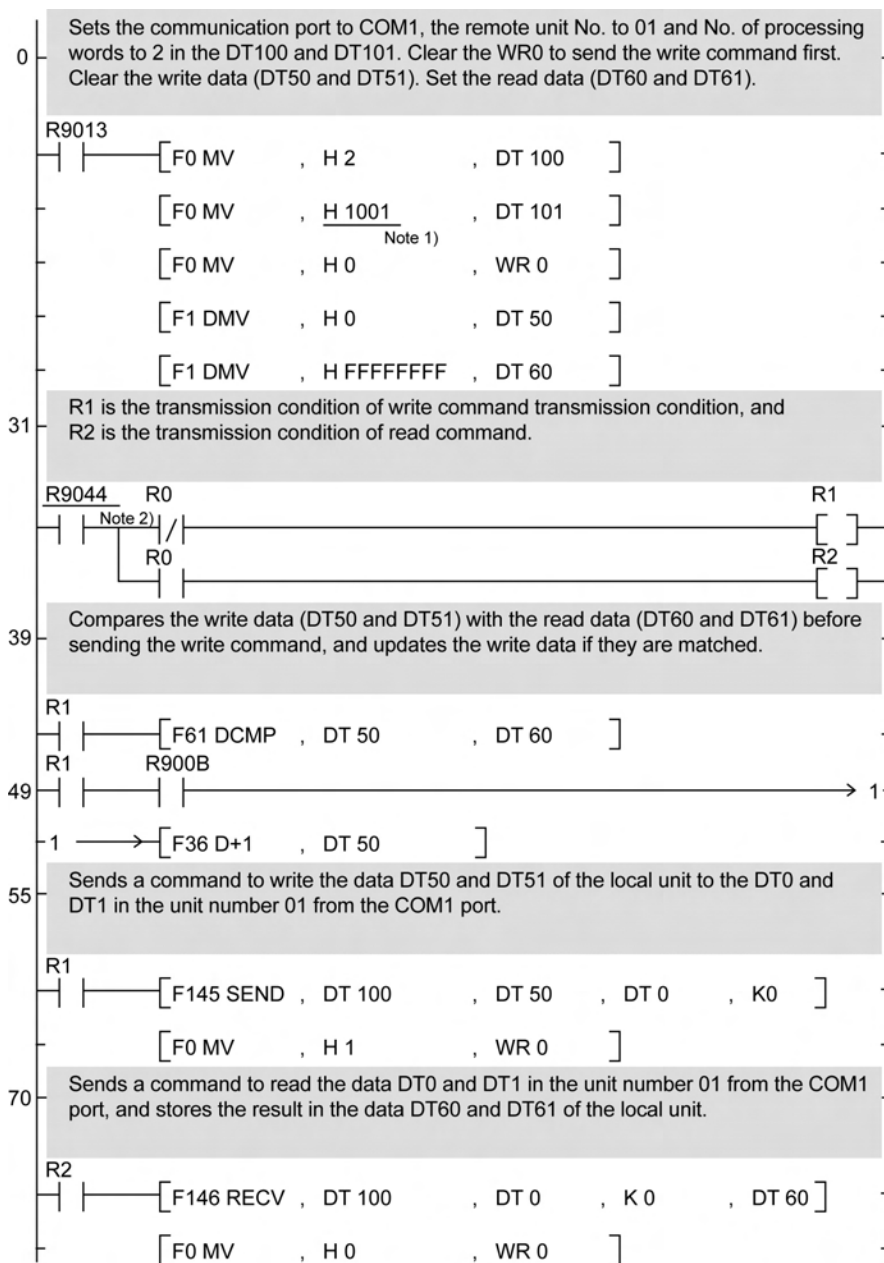 Sets the communication port to COM1, the remote unit No. to 01 and No. of processing
0 words to 2 in the DT100 and DT101. Clear the WR0 to send the write command first.
Clear the write data (DT50 and DT51). Set the read data (DT60 and DT61).
R9013
F0 MV , H 2 , DT 100
F0 MV , H 1001 , DT 101
Note 1)
F0 MV , H 0 , WR 0
F1 DMV , H 0 , DT 50
F1 DMV , H FFFFFFFF , DT 60
R1 is the transmission condition of write command transmission condition, and
31 R2 is the transmission condition of read command.
R9044 R0 R1
Note 2)
R0 R2
Compares the write data (DT50 and DT51) with the read data (DT60 and DT61) before
39 sending the write command, and updates the write data if they are matched.
R1
F61 DCMP , DT 50 , DT 60
R1 R900B
49 1
1 F36 D+1 , DT 50
Sends a command to write the data DT50 and DT51 of the local unit to the DT0 and
55 DT1 in the unit number 01 from the COM1 port.
R1
F145 SEND , DT 100 , DT 50 , DT 0 , K0
F0 MV , H 1 , WR 0
Sends a command to read the data DT0 and DT1 in the unit number 01 from the COM1
70 port, and stores the result in the data DT60 and DT61 of the local unit.
R2
F146 RECV , DT 100 , DT 0 , K 0 , DT 60
F0 MV , H 0 , WR 0